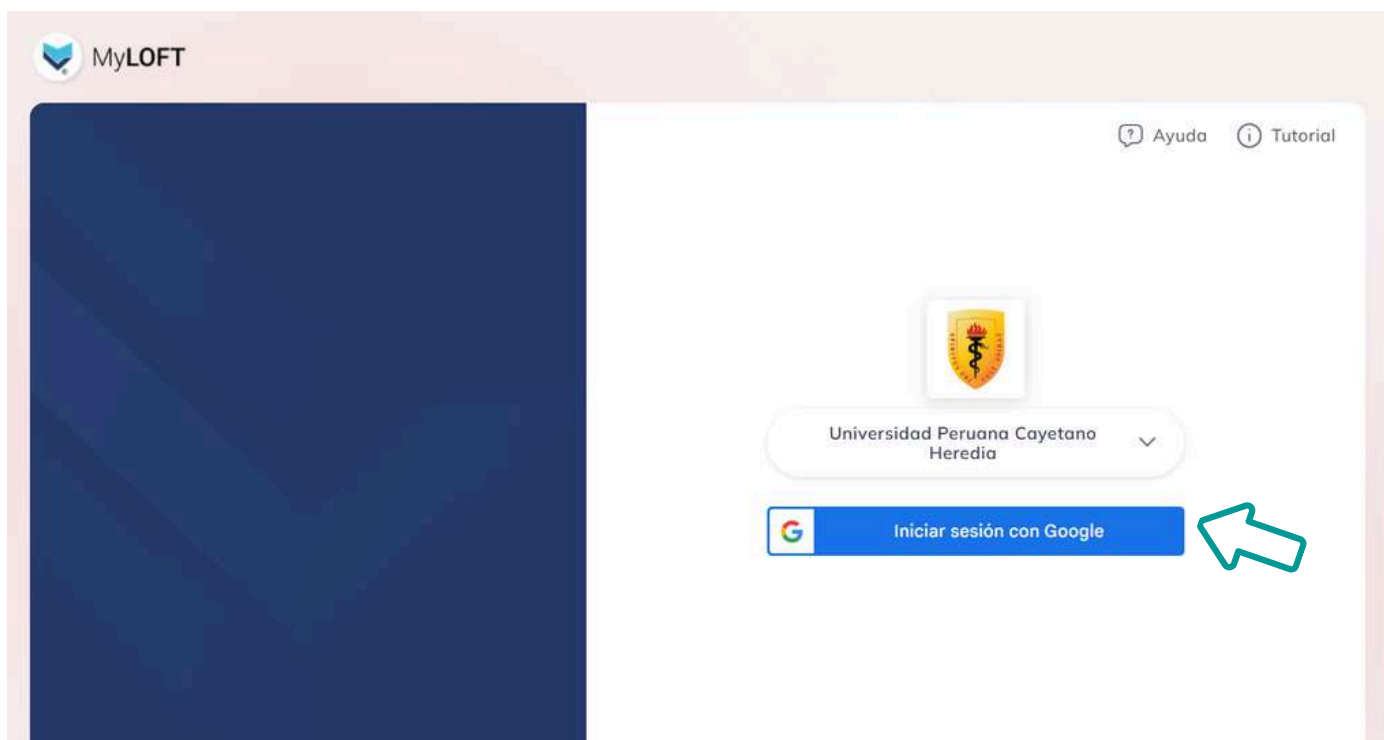 MyLOFT
Ayuda
Tutorial
Universidad Peruana Cayetano
Heredia
Iniciar sesión con Google